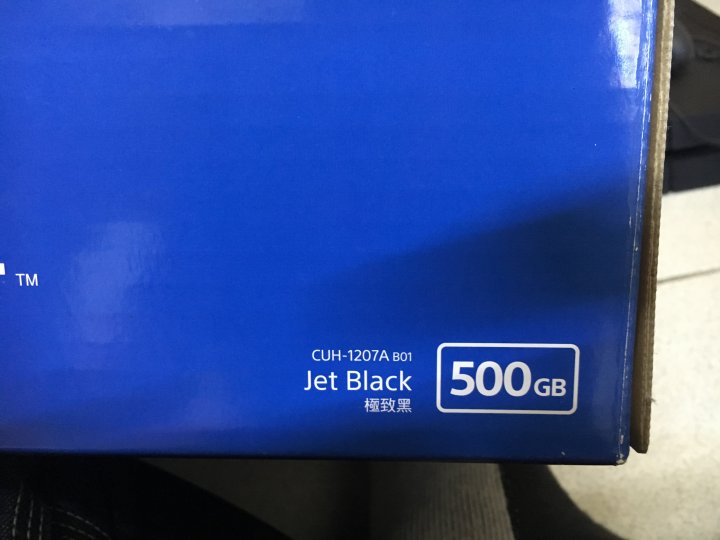 TM
CUH-1207A B01
Jet Black
極致黑
500GB